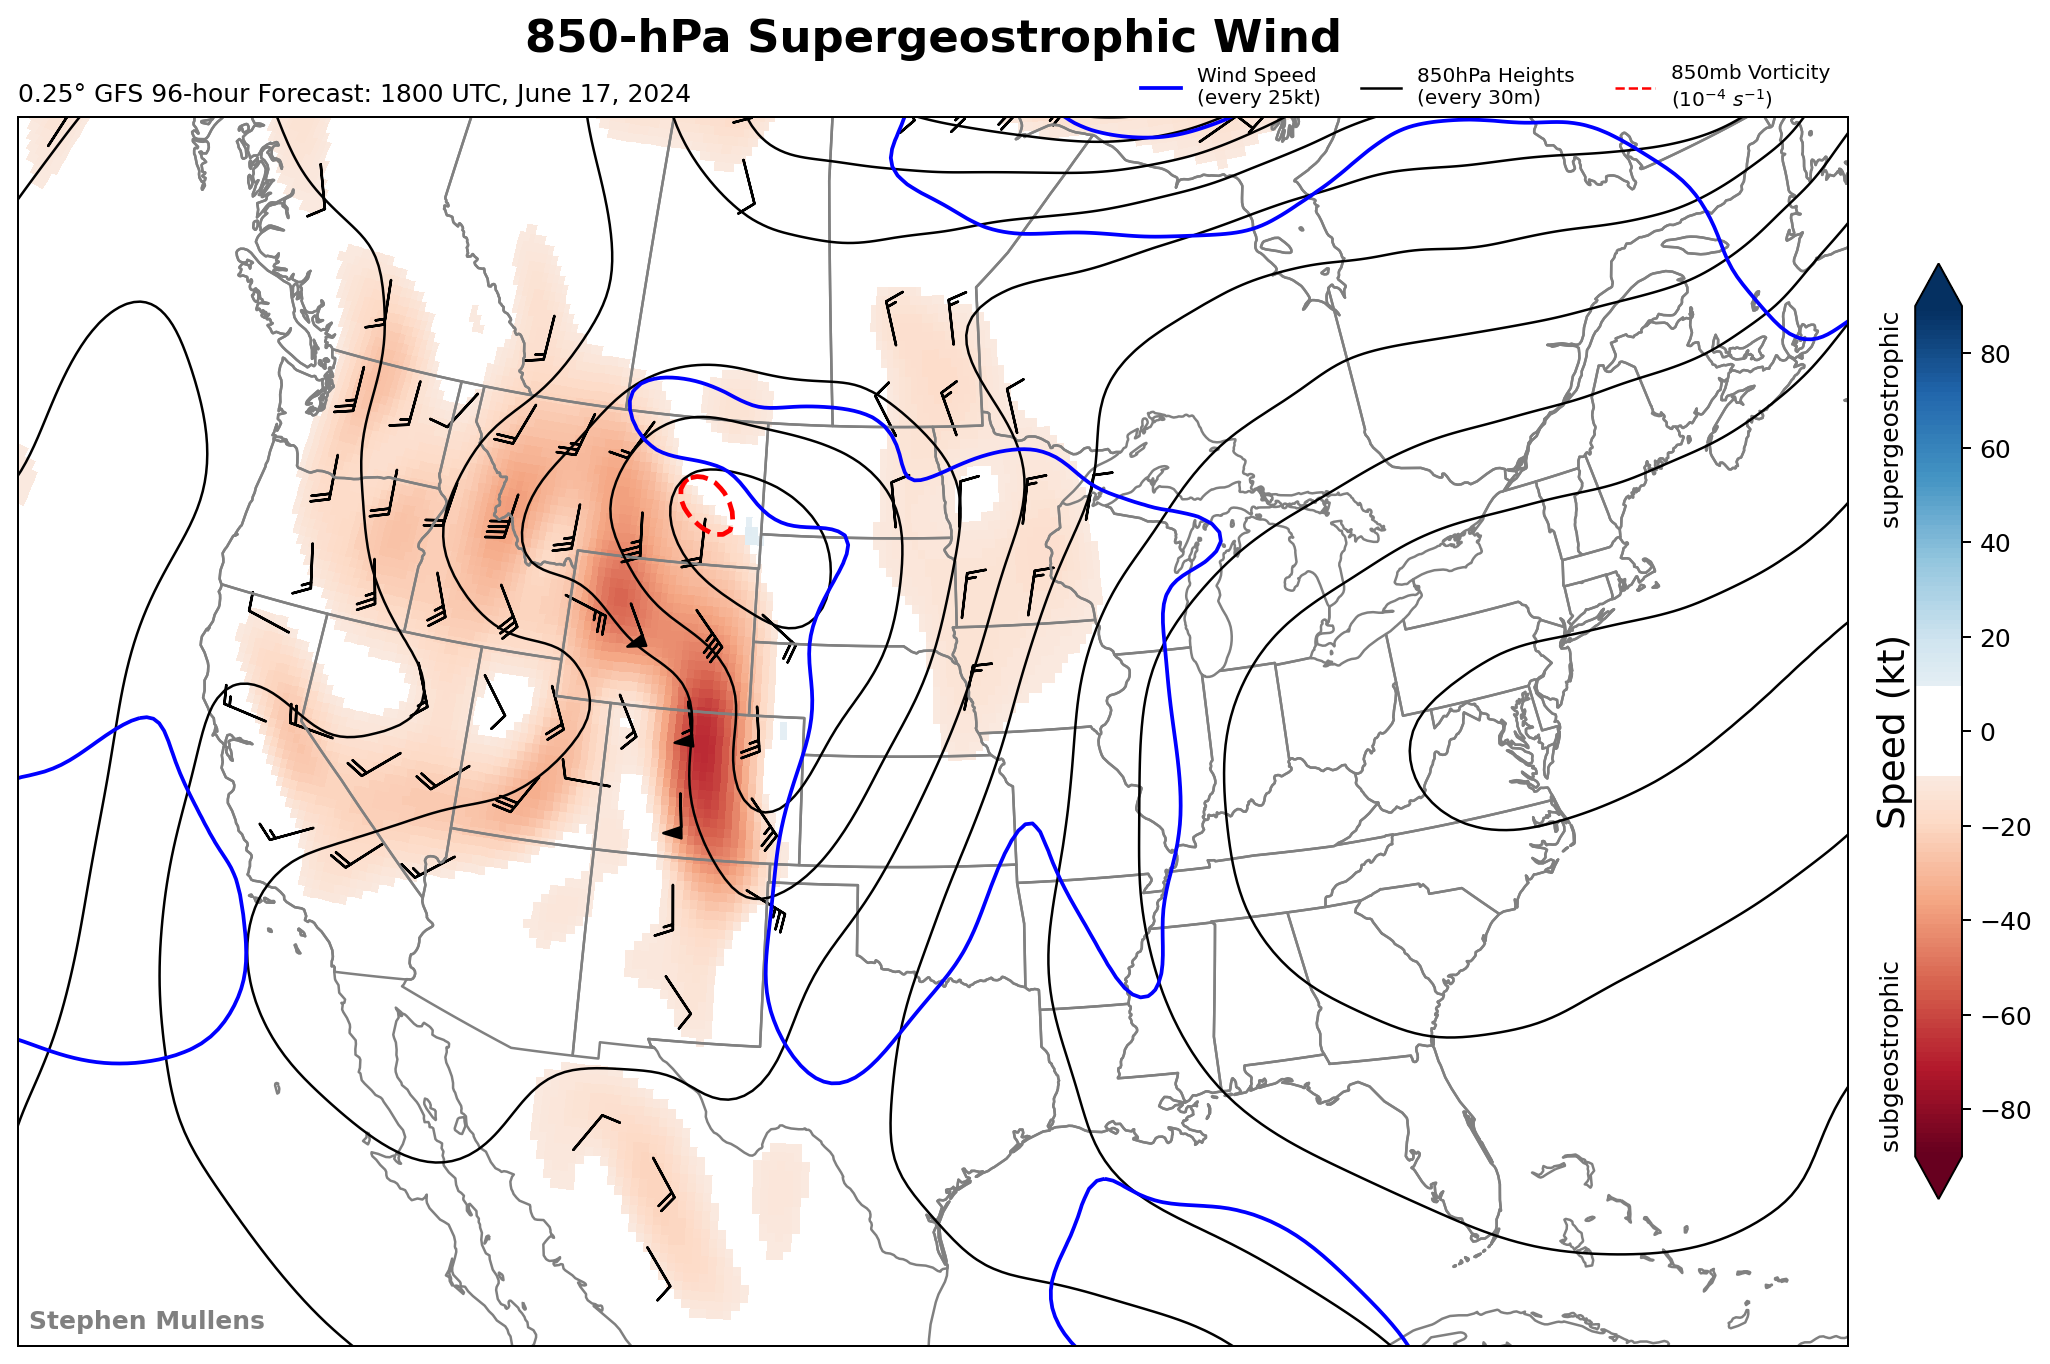 850-hPa Supergeostrophic Wind
0.25° GFS 96-hour Forecast: 1800 UTC, June 17, 2024
Wind Speed
(every 25kt)
850hPa Heights
(every 30m)
850mb Vorticity
(10⁻⁴ s⁻¹)
supergeostrophic
Speed (kt)
subgeostrophic
80
60
40
20
0
−20
−40
−60
−80
Stephen Mullens